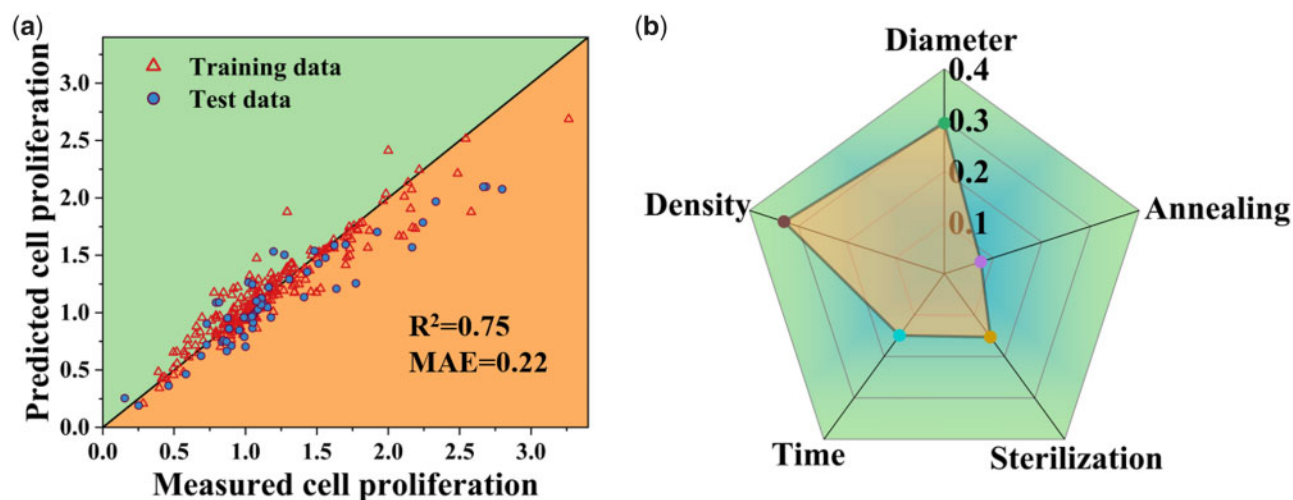 (a)
Predicted cell proliferation
3.0
2.5
2.0
1.5
1.0
0.5
0.0
Training data
Test data
R²=0.75
MAE=0.22
0.0 0.5 1.0 1.5 2.0 2.5 3.0
Measured cell proliferation
(b)
Diameter
0.4
0.3
0.2
0.1
Density
Annealing
Time
Sterilization